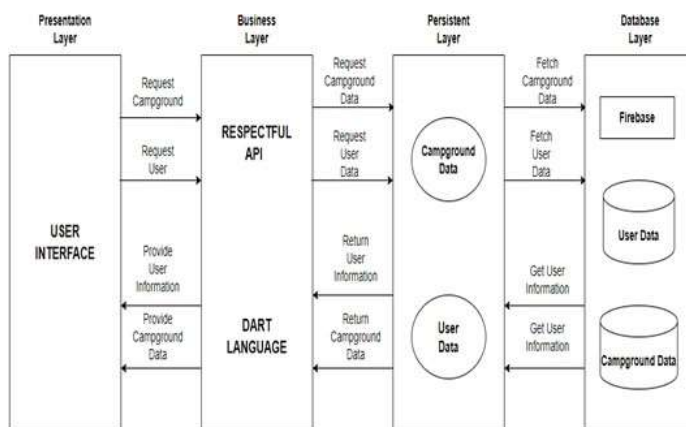 Presentation
Layer
Business
Layer
Persistent
Layer
Database
Layer
Request
Campground
Request
Campground
Data
Fetch
Campground
Data
RESPECTFUL
API
Firebase
Request
User
Request
User
Data
Campground
Data
Fetch
User
Data
USER
INTERFACE
User Data
Provide
User
Information
Return
User
Information
Get User
Information
DART
LANGUAGE
User
Data
Provide
Campground
Data
Return
Campground
Data
Get User
Information
Campground Data